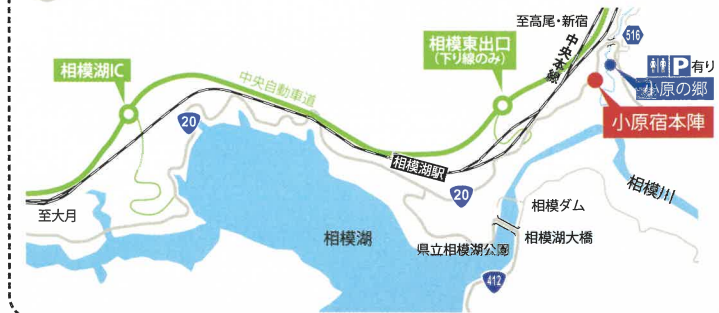 至高尾・新宿
中央本線
516
相模東出口
(下り線のみ)
P有り
小原の郷
相模湖IC
中央自動車道
小原宿本陣
20
相模湖駅
20
相模川
至大月
相模ダム
相模湖
相模湖大橋
県立相模湖公園
412